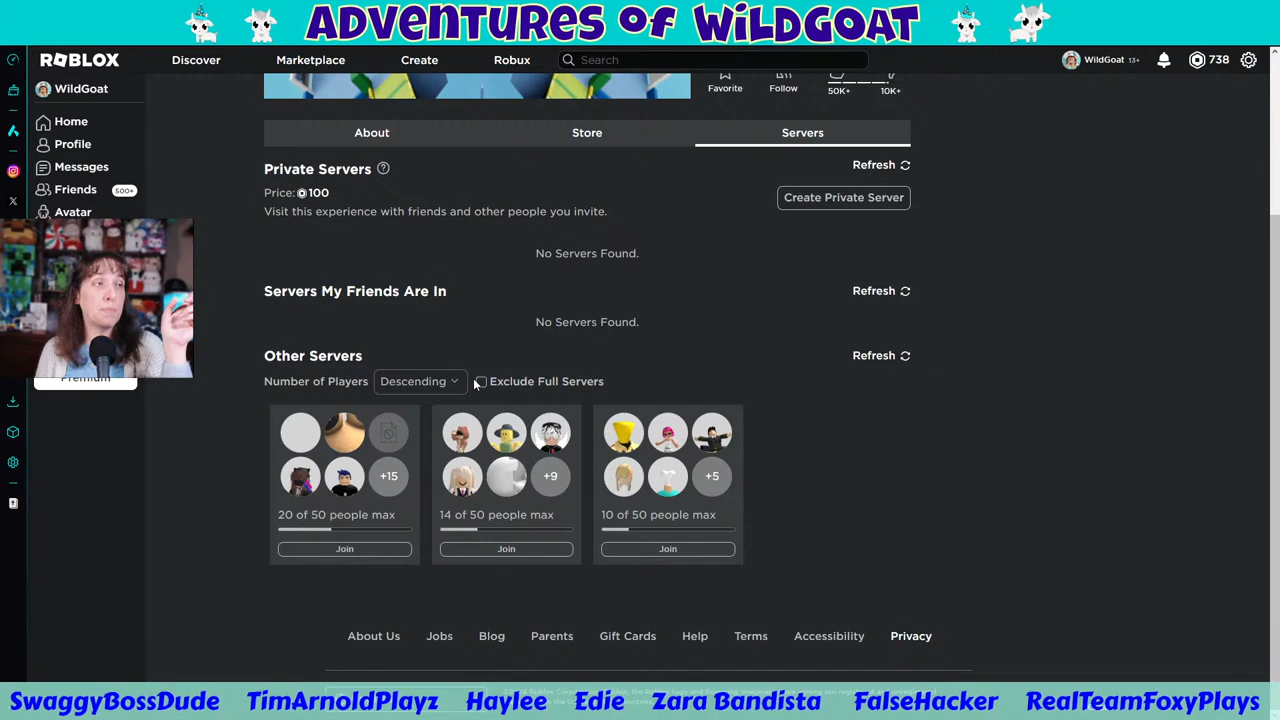 ADVENTURES OF WILDGOAT
ROBLOX Discover Marketplace Create Robux Search WildGoat 13+ 738
WildGoat
Home
Profile
Messages
Friends 500+
Avatar
Premium
Favorite Follow 50K+ 10K+
About Store Servers
Private Servers Refresh
Price: 100 Create Private Server
Visit this experience with friends and other people you invite.
No Servers Found.
Servers My Friends Are In Refresh
No Servers Found.
Other Servers Refresh
Number of Players Descending Exclude Full Servers
+15 +9 +5
20 of 50 people max 14 of 50 people max 10 of 50 people max
Join Join Join
About Us Jobs Blog Parents Gift Cards Help Terms Accessibility Privacy
SwaggyBossDude TimArnoldPlayz Haylee Edie Zara Bandista FalseHacker RealTeamFoxyPlays